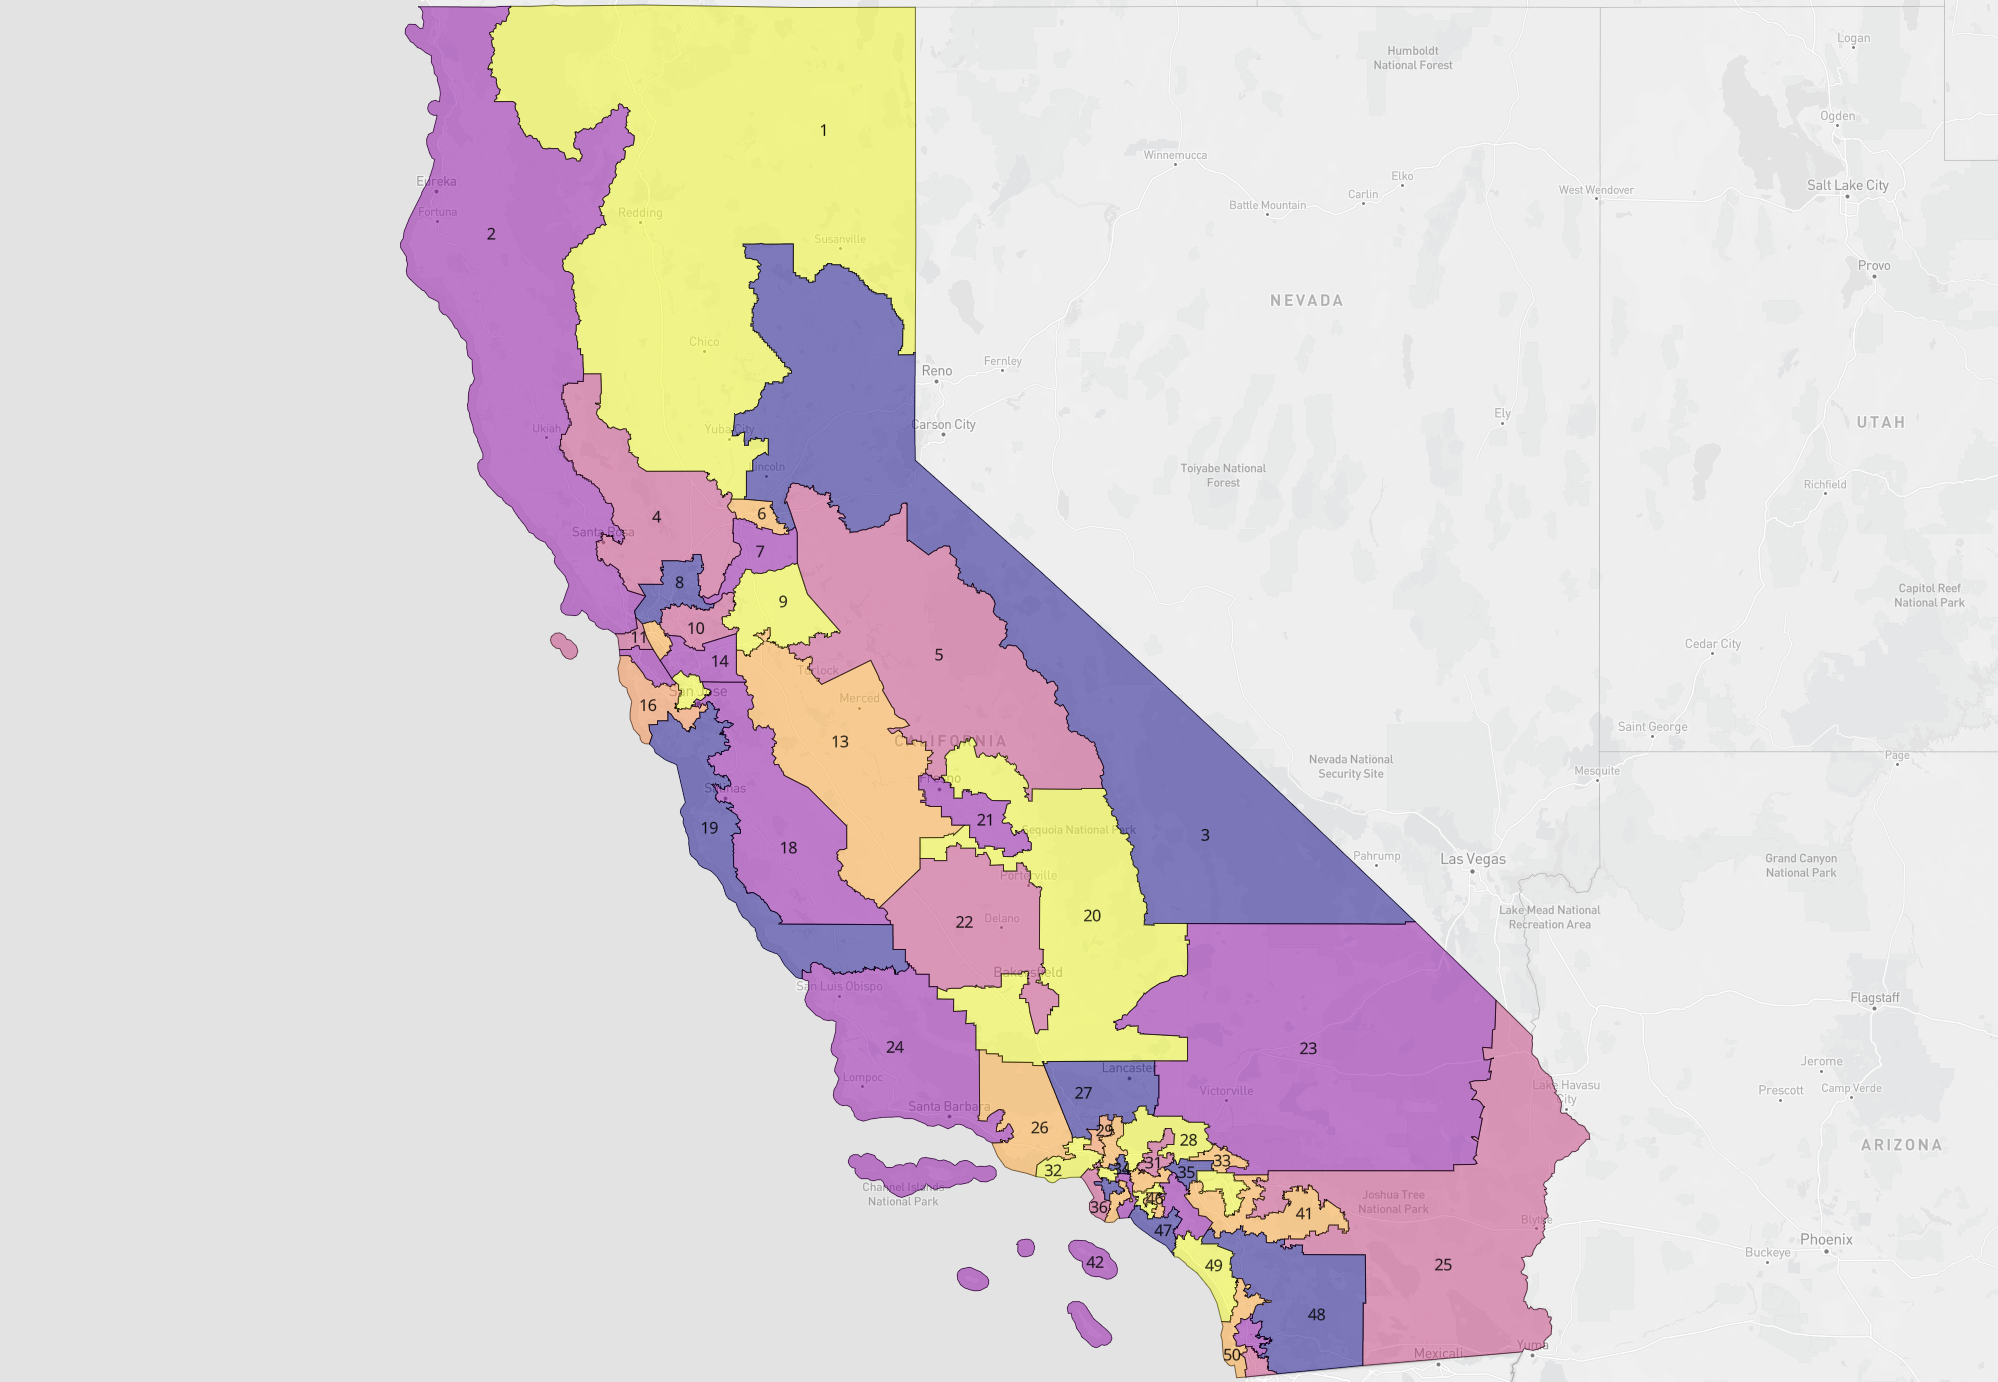 Humboldt
National Forest
Logan
Ogden
Winnemucca
Elko
Carlin
West Wendover
Salt Lake City
Battle Mountain
Eureka
Fortuna
Redding
Susanville
Provo
NEVADA
Chico
Reno
Fernley
Ely
UTAH
Ukiah
Yuba City
Carson City
Lincoln
Toiyabe National
Forest
Richfield
Santa Rosa
Capitol Reef
National Park
Cedar City
Turlock
Merced
San Jose
Saint George
CALIFORNIA
Page
Nevada National
Security Site
Mesquite
Salinas
Sequoia National Park
Pahrump
Las Vegas
Grand Canyon
National Park
Porterville
Delano
Lake Mead National
Recreation Area
Bakersfield
San Luis Obispo
Flagstaff
Lancaster
Lompoc
Victorville
Santa Barbara
Jerome
Lake Havasu
City
Prescott
Camp Verde
ARIZONA
Channel Islands
National Park
Joshua Tree
National Park
Blythe
Phoenix
Buckeye
Yuma
Mexicali
1
2
3
4
5
6
7
8
9
10
11
13
14
16
18
19
20
21
22
23
24
25
26
27
28
29
31
32
33
34
35
36
41
42
46
47
48
49
50